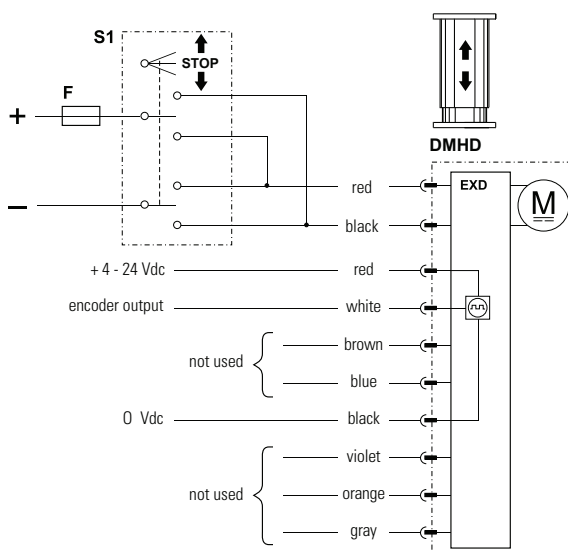 S1
STOP
F
+
–
DMHD
EXD
M
red
black
+ 4 - 24 Vdc red
encoder output white
not used
brown
blue
0 Vdc black
not used
violet
orange
gray